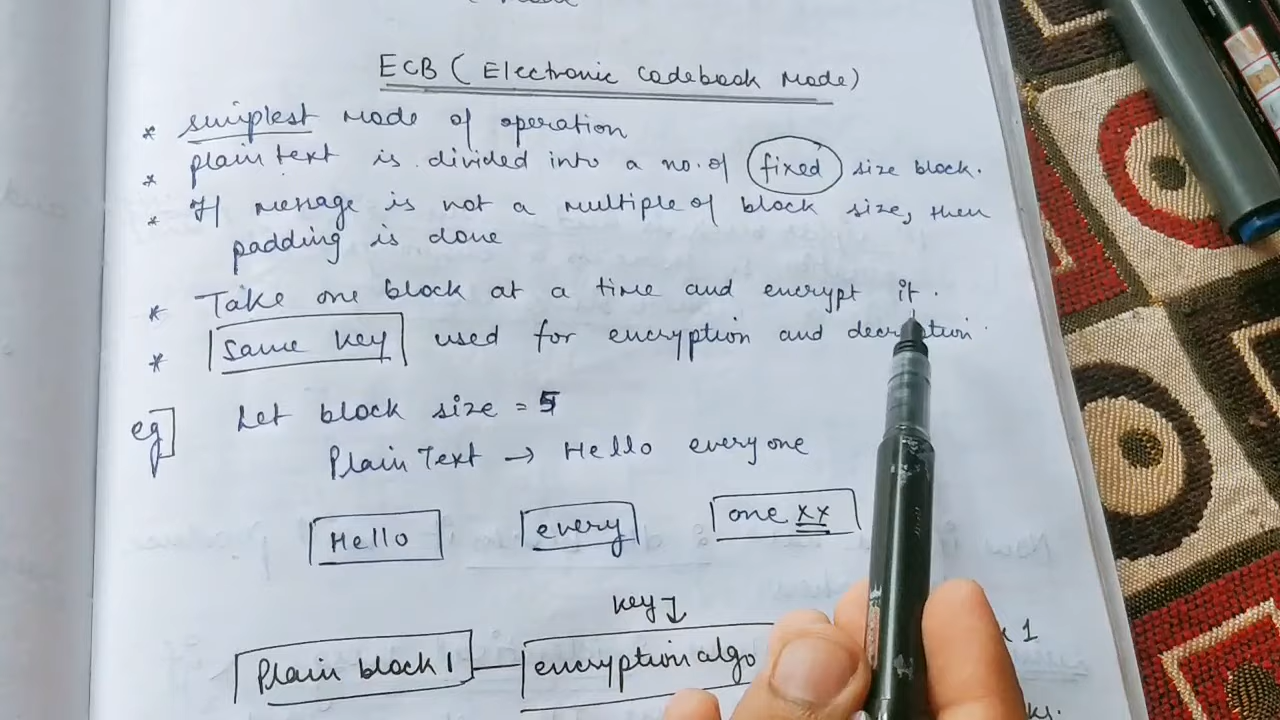 ECB ( Electronic Codebook Mode)
* simplest mode of operation
* plain text is divided into a no. of fixed size block.
* If message is not a multiple of block size, then
padding is done
* Take one block at a time and encrypt it.
* same key used for encryption and decryption.
eg] Let block size = 5
Plain Text → Hello everyone
Hello every one xx
key
Plain block 1 encryption algo 1